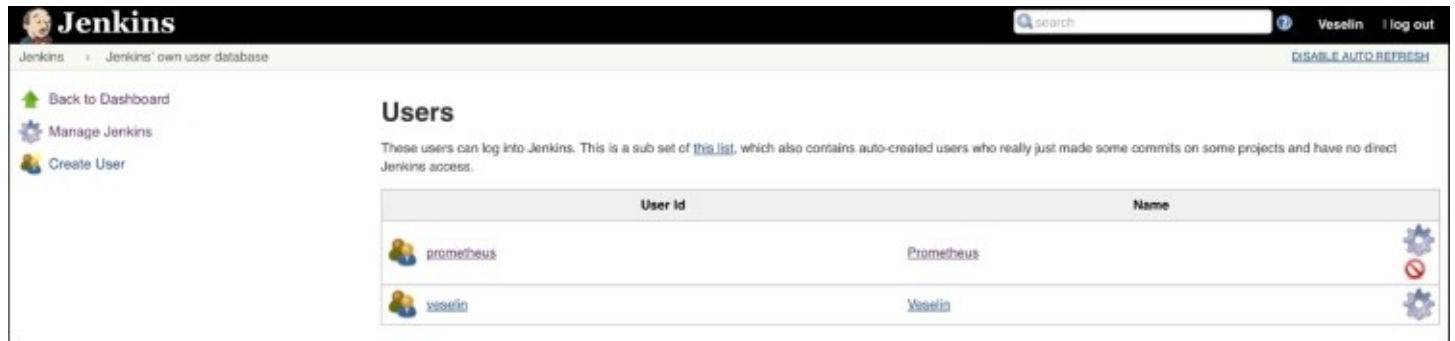 Jenkins
search
Veselin | log out
Jenkins › Jenkins' own user database
DISABLE AUTO REFRESH
Back to Dashboard
Manage Jenkins
Create User
Users
These users can log into Jenkins. This is a sub set of this list, which also contains auto-created users who really just made some commits on some projects and have no direct
Jenkins access.
User Id Name
prometheus Prometheus
veselin Veselin